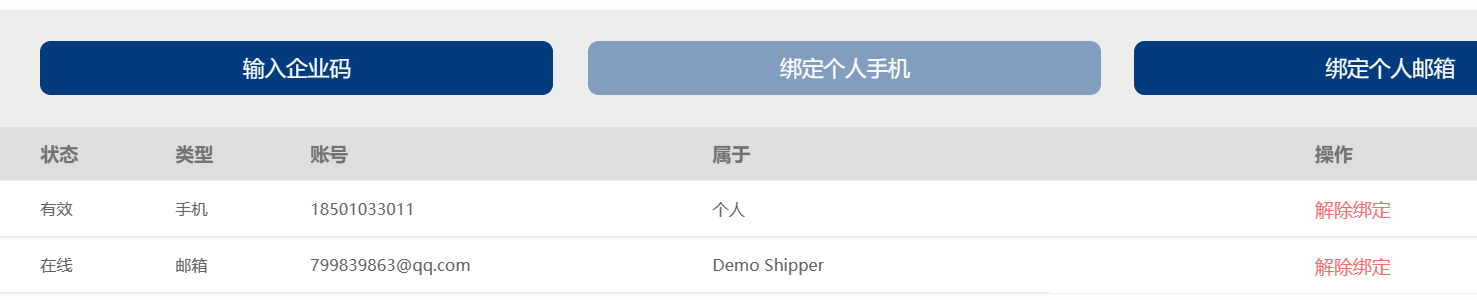 输入企业码 绑定个人手机 绑定个人邮箱
状态 类型 账号 属于 操作
有效 手机 18501033011 个人 解除绑定
在线 邮箱 799839863@qq.com Demo Shipper 解除绑定